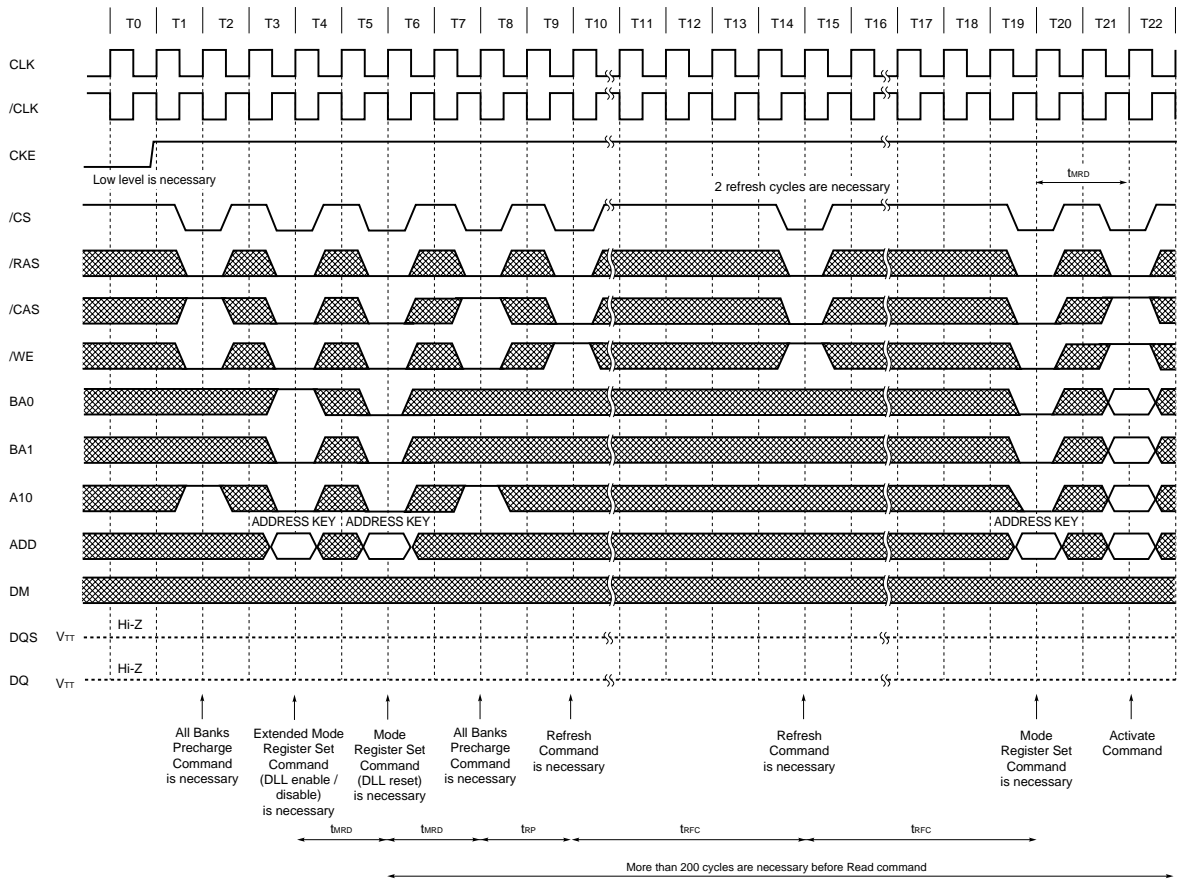 T0 T1 T2 T3 T4 T5 T6 T7 T8 T9 T10 T11 T12 T13 T14 T15 T16 T17 T18 T19 T20 T21 T22
CLK
/CLK
CKE
Low level is necessary
2 refresh cycles are necessary
tMRD
/CS
/RAS
/CAS
/WE
BA0
BA1
A10
ADDRESS KEY ADDRESS KEY ADDRESS KEY
ADD
DM
Hi-Z
DQS VTT
Hi-Z
DQ VTT
All Banks
Precharge
Command
is necessary
Extended Mode
Register Set
Command
(DLL enable /
disable)
is necessary
Mode
Register Set
Command
(DLL reset)
is necessary
All Banks
Precharge
Command
is necessary
Refresh
Command
is necessary
Refresh
Command
is necessary
Mode
Register Set
Command
is necessary
Activate
Command
tMRD tMRD tRP tRFC tRFC
More than 200 cycles are necessary before Read command